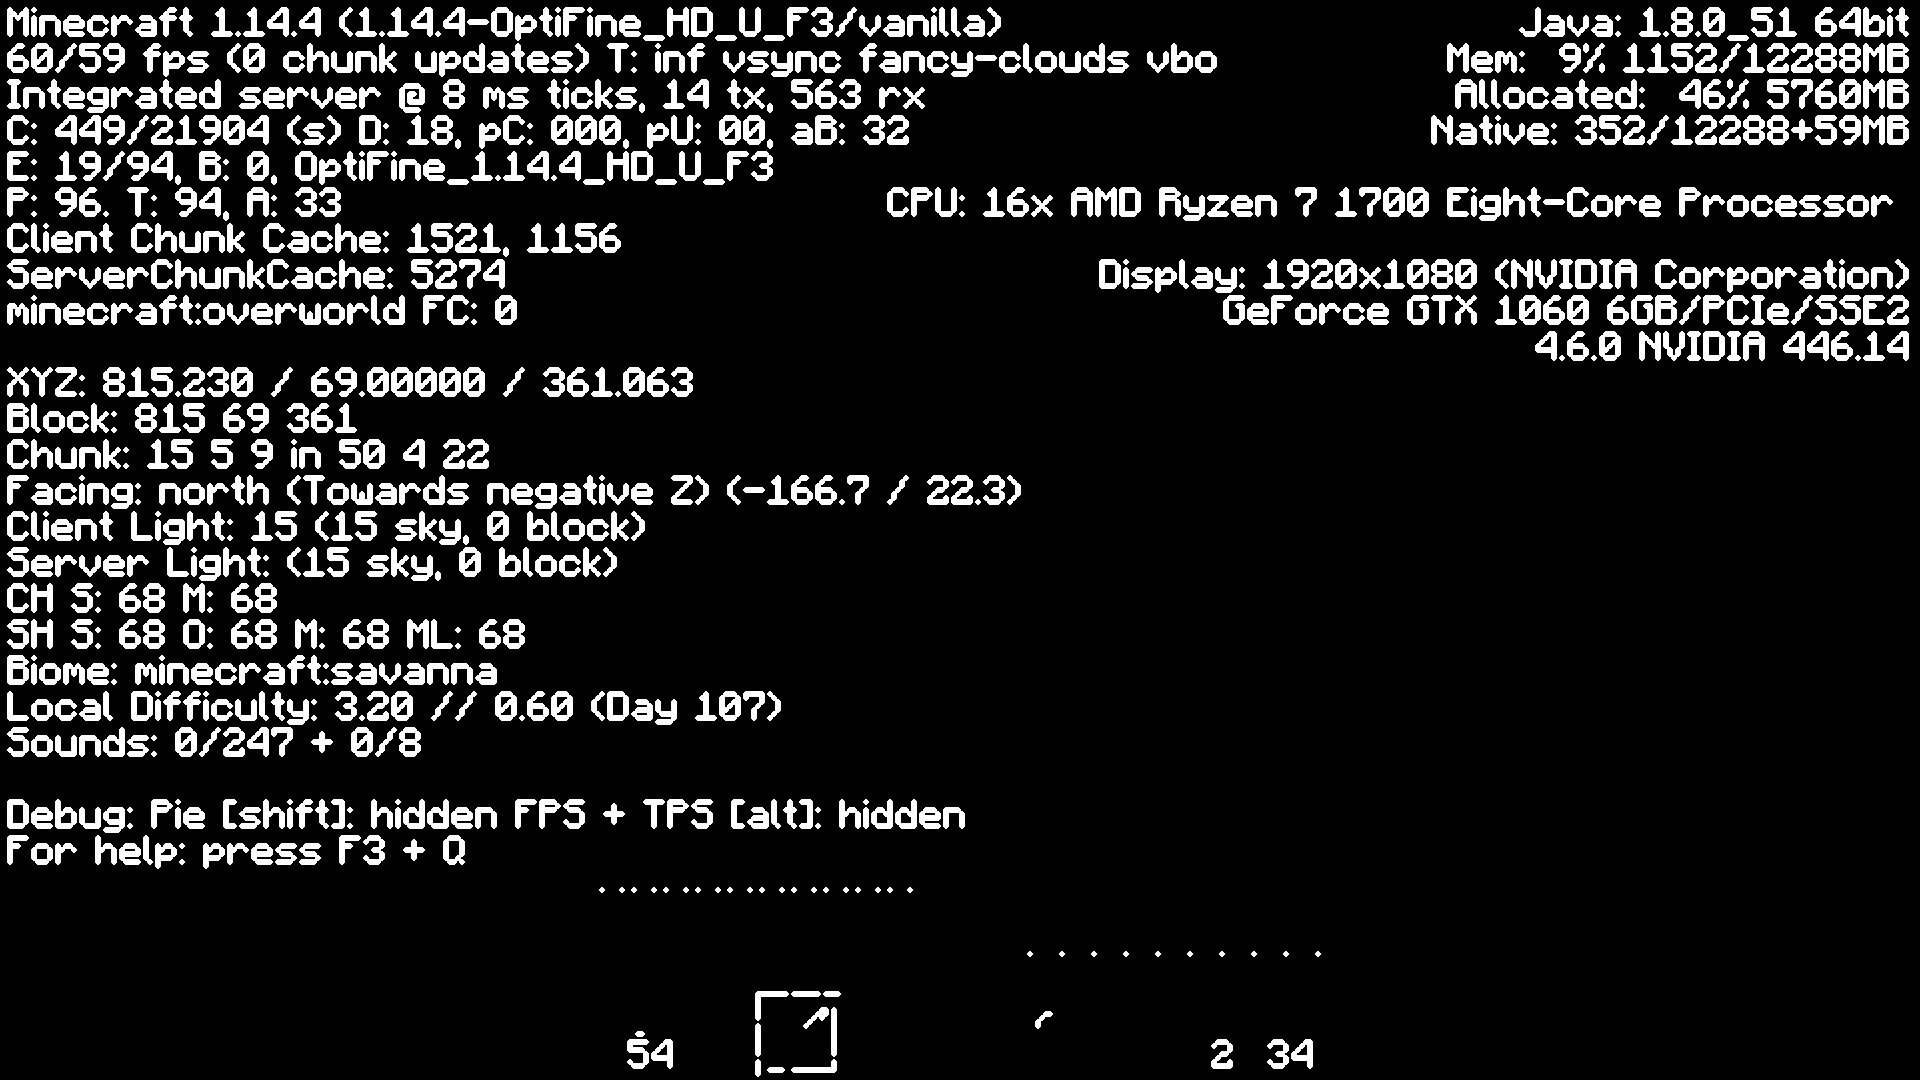 Minecraft 1.14.4 (1.14.4-OptiFine_HD_U_F3/vanilla)
60/59 fps (0 chunk updates) T: inf vsync fancy-clouds vbo
Integrated server @ 8 ms ticks, 14 tx, 563 rx
C: 449/21904 (s) D: 18, pC: 000, pU: 00, aB: 32
E: 19/94, B: 0, OptiFine_1.14.4_HD_U_F3
P: 96. T: 94, A: 33
Client Chunk Cache: 1521, 1156
ServerChunkCache: 5274
minecraft:overworld FC: 0
XYZ: 815.230 / 69.00000 / 361.063
Block: 815 69 361
Chunk: 15 5 9 in 50 4 22
Facing: north (Towards negative Z) (-166.7 / 22.3)
Client Light: 15 (15 sky, 0 block)
Server Light: (15 sky, 0 block)
CH S: 68 M: 68
SH S: 68 O: 68 M: 68 ML: 68
Biome: minecraft:savanna
Local Difficulty: 3.20 // 0.60 (Day 107)
Sounds: 0/247 + 0/8
Debug: Pie [shift]: hidden FPS + TPS [alt]: hidden
For help: press F3 + Q
Java: 1.8.0_51 64bit
Mem: 9% 1152/12288MB
Allocated: 46% 5760MB
Native: 352/12288+59MB
CPU: 16x AMD Ryzen 7 1700 Eight-Core Processor
Display: 1920x1080 (NVIDIA Corporation)
GeForce GTX 1060 6GB/PCIe/SSE2
4.6.0 NVIDIA 446.14
54
2 34